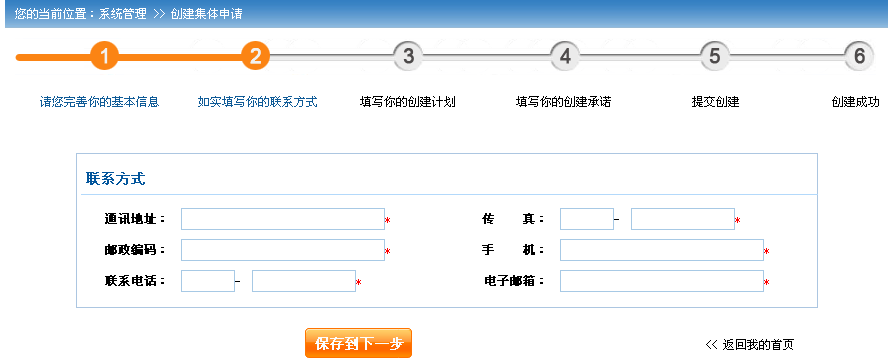 您的当前位置：系统管理 >> 创建集体申请
1 2 3 4 5 6
请您完善你的基本信息 如实填写你的联系方式 填写你的创建计划 填写你的创建承诺 提交创建 创建成功
联系方式
通讯地址： * 传 真： - *
邮政编码： * 手 机： *
联系电话： - * 电子邮箱： *
保存到下一步 << 返回我的首页